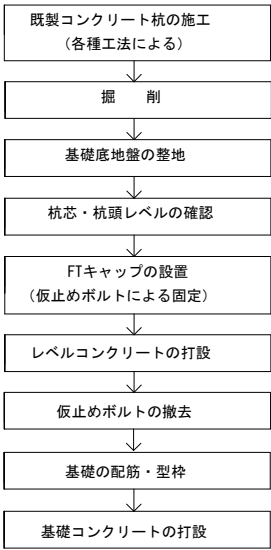 既製コンクリート杭の施工
（各種工法による）
掘　　削
基礎底地盤の整地
杭芯・杭頭レベルの確認
FTキャップの設置
（仮止めボルトによる固定）
レベルコンクリートの打設
仮止めボルトの撤去
基礎の配筋・型枠
基礎コンクリートの打設